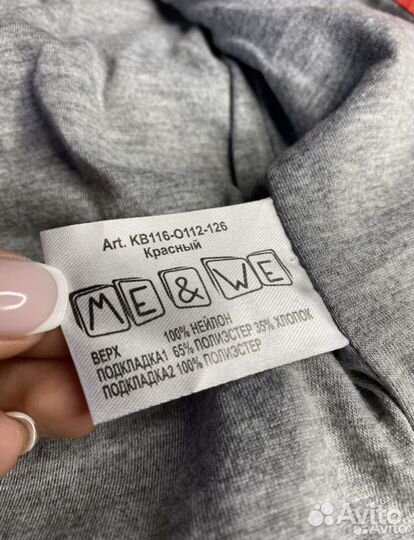 Art. KB116-O112-126
Красный
ME & WE
ВЕРХ 100% НЕЙЛОН
ПОДКЛАДКА1 65% ПОЛИЭСТЕР 35% ХЛОПОК
ПОДКЛАДКА2 100% ПОЛИЭСТЕР
Avito
Avito